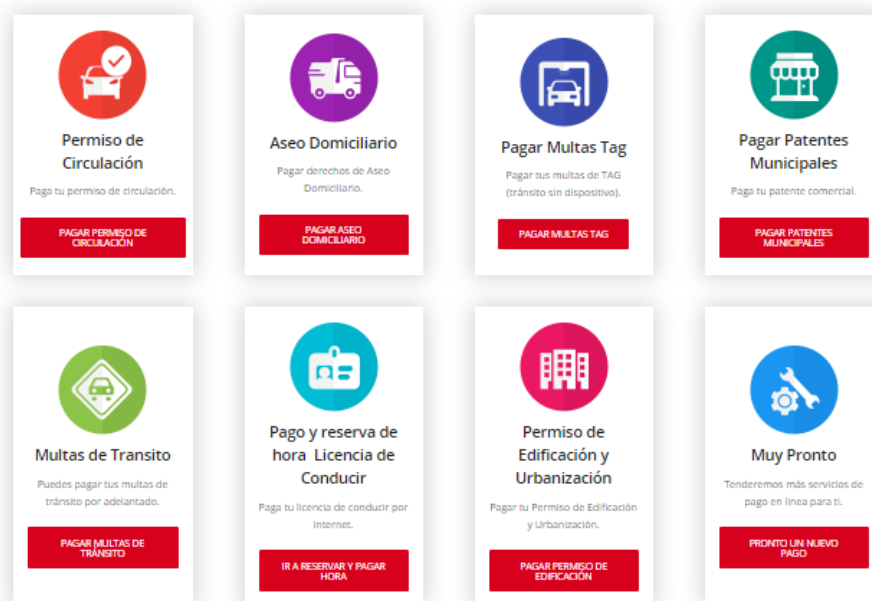 Permiso de
Circulación
Paga tu permiso de circulación.
PAGAR PERMISO DE
CIRCULACIÓN
Aseo Domiciliario
Pagar derechos de Aseo
Domiciliario.
PAGAR ASEO
DOMICILIARIO
Pagar Multas Tag
Pagar tus multas de TAG
(tránsito sin dispositivo).
PAGAR MULTAS TAG
Pagar Patentes
Municipales
Paga tu patente comercial.
PAGAR PATENTES
MUNICIPALES
Multas de Transito
Puedes pagar tus multas de
tránsito por adelantado.
PAGAR MULTAS DE
TRÁNSITO
Pago y reserva de
hora Licencia de
Conducir
Paga tu licencia de conducir por
internet.
IR A RESERVAR Y PAGAR
HORA
Permiso de
Edificación y
Urbanización
Pagar tu Permiso de Edificación
y Urbanización.
PAGAR PERMISO DE
EDIFICACIÓN
Muy Pronto
Tenderemos más servicios de
pago en linea para ti.
PRONTO UN NUEVO
PAGO